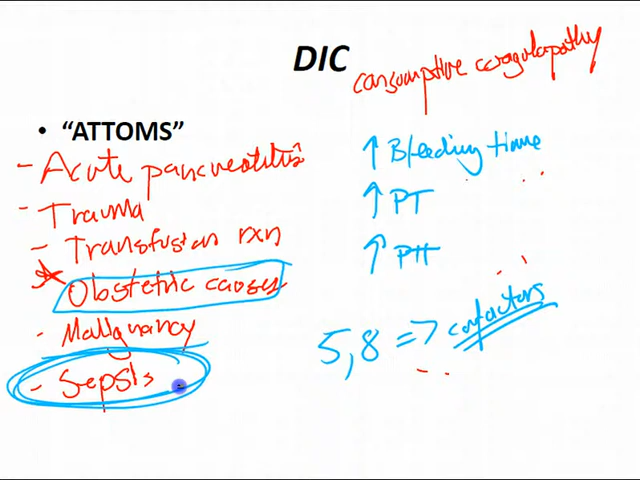 DIC
consumptive coagulopathy
• "ATTOMS"
- Acute pancreatitis
- Trauma
- Transfusion rxn
Obstetric causes
- Malignancy
- Sepsis
↑ Bleeding time
↑ PT
↑ PTT
5,8 => cofactors